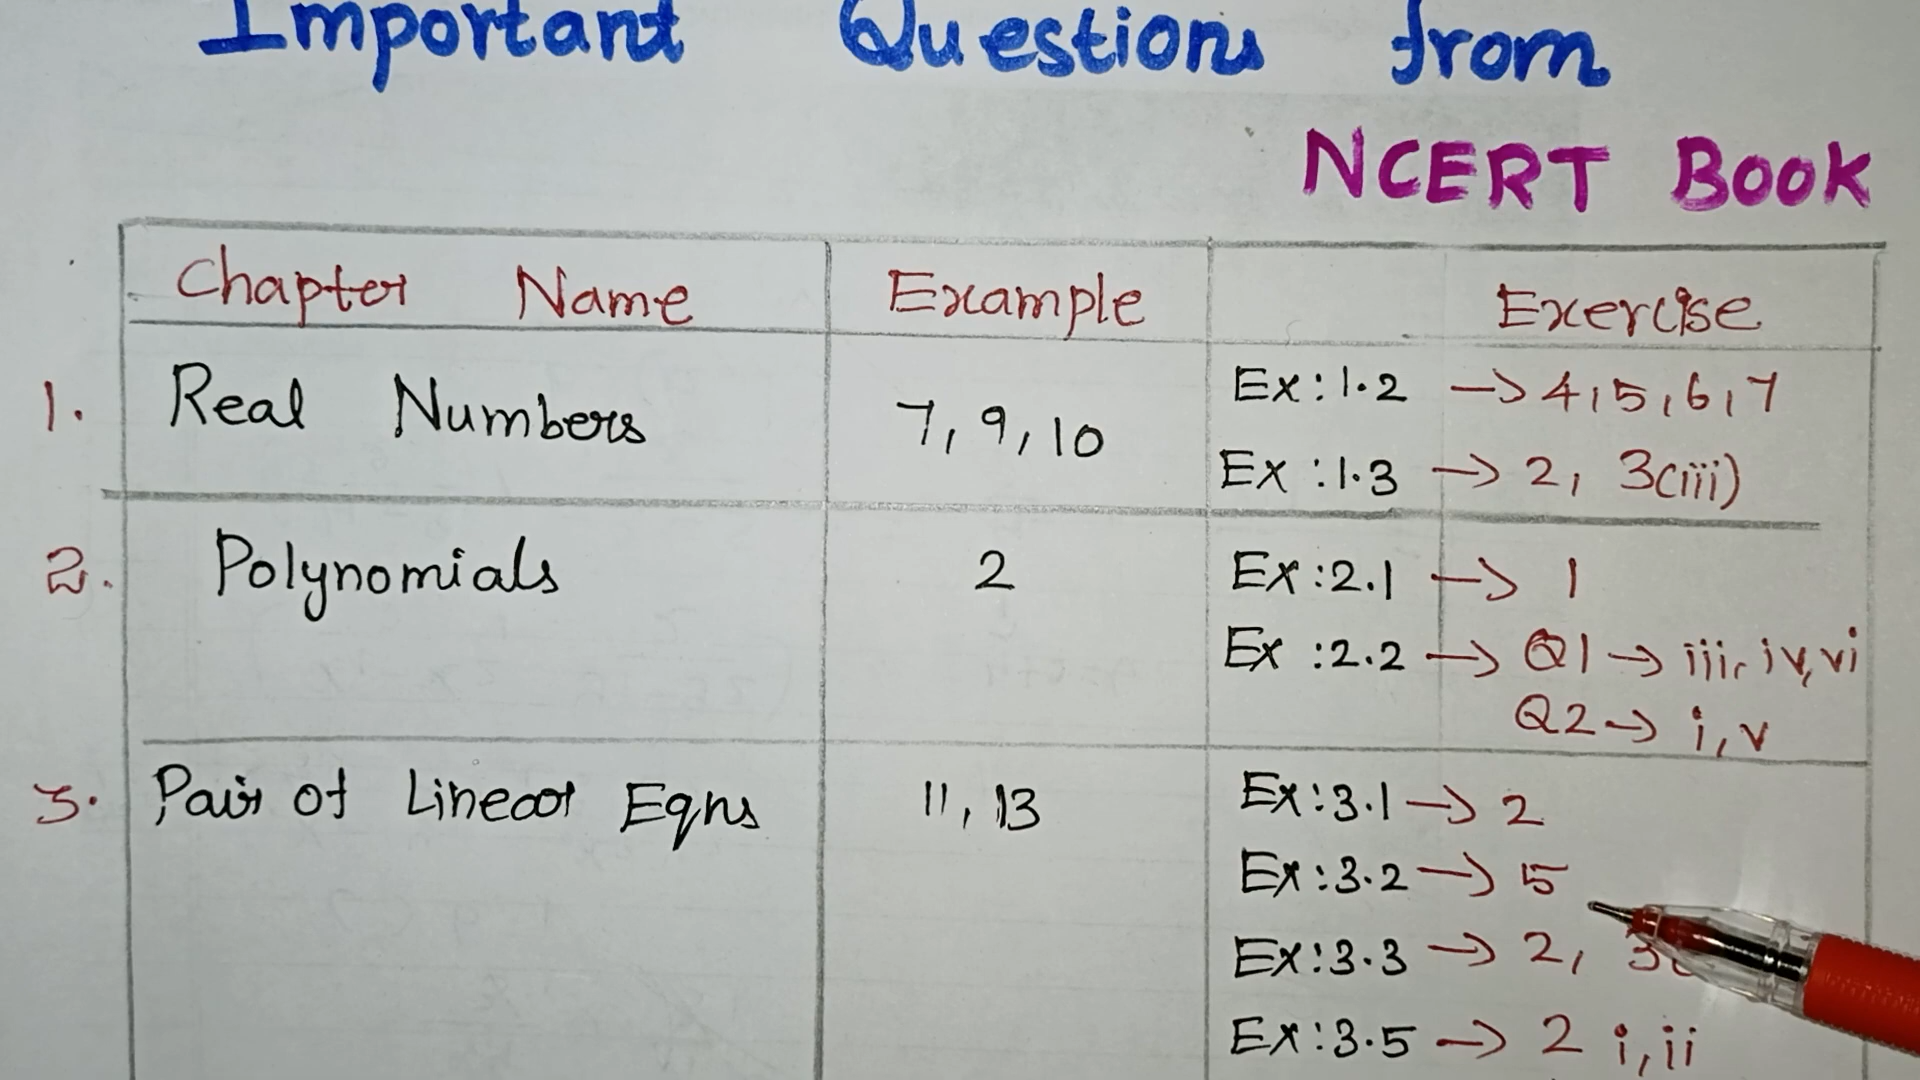 Important Questions from
NCERT Book
Chapter Name Example Exercise
1. Real Numbers 7, 9, 10 Ex : 1.2 → 4, 5, 6, 7
Ex : 1.3 → 2, 3(iii)
2. Polynomials 2 Ex : 2.1 → 1
Ex : 2.2 → Q1 → iii, iv, vi
Q2 → i, v
3. Pair of Linear Eqns 11, 13 Ex : 3.1 → 2
Ex : 3.2 → 5
Ex : 3.3 → 2,
Ex : 3.5 → 2 i, ii